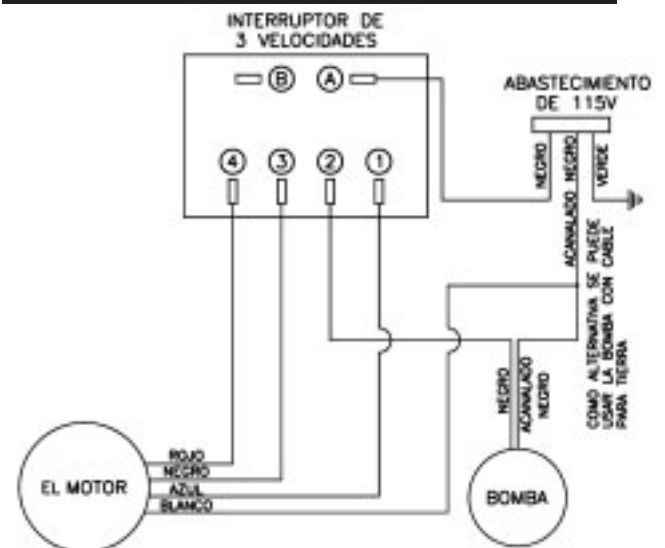 INTERRUPTOR DE
3 VELOCIDADES
B
A
4
3
2
1
ABASTECIMIENTO
DE 115V
NEGRO
ACANALADO NEGRO
VERDE
COMO ALTERNATIVA SE PUEDE
USAR LA BOMBA CON CABLE
PARA TIERRA
NEGRO
ACANALADO
NEGRO
ROJO
NEGRO
AZUL
BLANCO
EL MOTOR
BOMBA